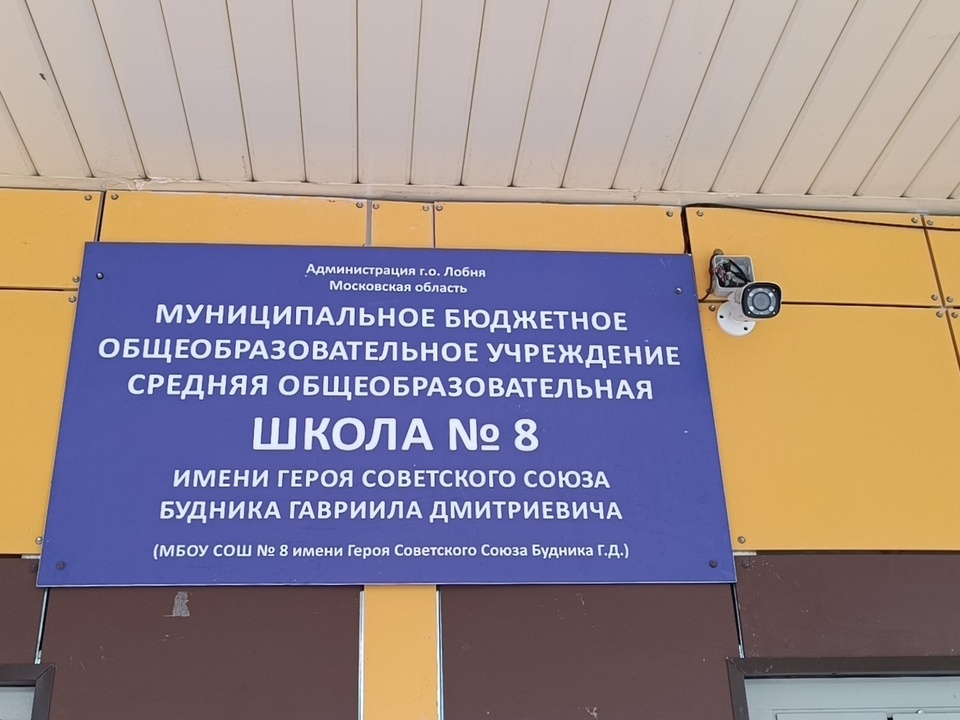 Администрация г.о. Лобня
Московская область
МУНИЦИПАЛЬНОЕ БЮДЖЕТНОЕ
ОБЩЕОБРАЗОВАТЕЛЬНОЕ УЧРЕЖДЕНИЕ
СРЕДНЯЯ ОБЩЕОБРАЗОВАТЕЛЬНАЯ
ШКОЛА № 8
ИМЕНИ ГЕРОЯ СОВЕТСКОГО СОЮЗА
БУДНИКА ГАВРИИЛА ДМИТРИЕВИЧА
(МБОУ СОШ № 8 имени Героя Советского Союза Будника Г.Д.)